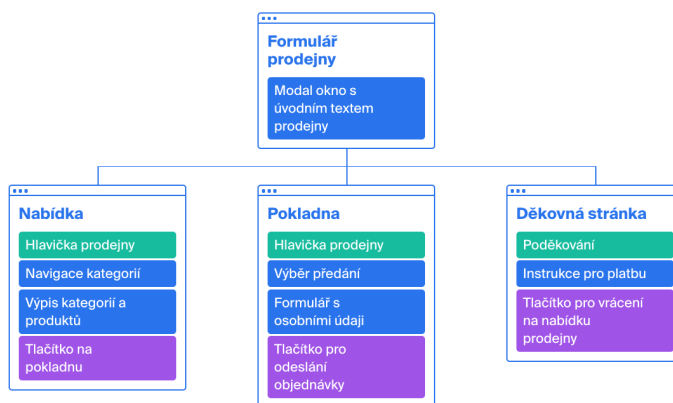 Formulář
prodejny
Modal okno s
úvodním textem
prodejny
Nabídka
Hlavička prodejny
Navigace kategorií
Výpis kategorií a
produktů
Tlačítko na
pokladnu
Pokladna
Hlavička prodejny
Výběr předání
Formulář s
osobními údaji
Tlačítko pro
odeslání
objednávky
Děkovná stránka
Poděkování
Instrukce pro platbu
Tlačítko pro vrácení
na nabídku
prodejny